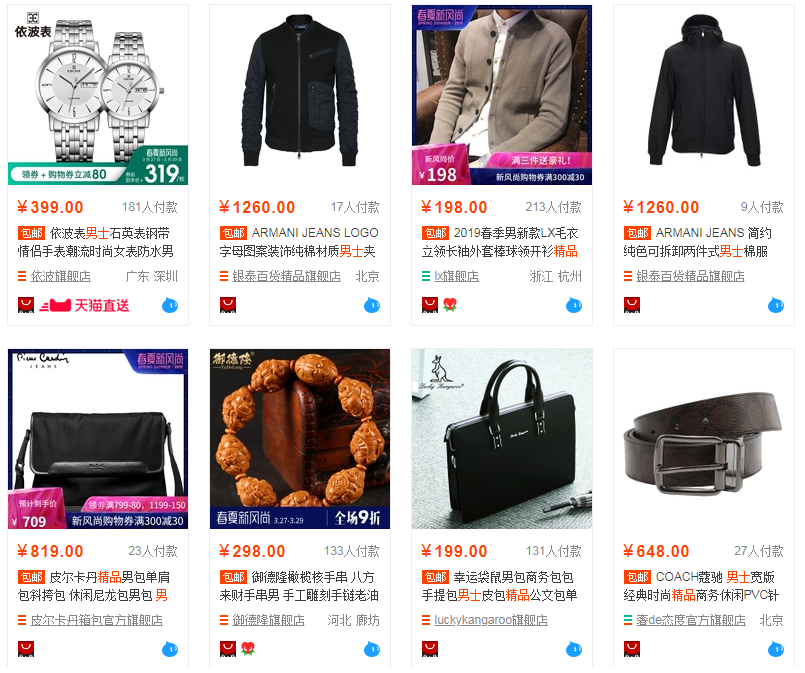 依波表
领券 + 购物券立减80
春夏新风尚
3月27日-3月29日
券后
到手价¥319/枚
春夏新风尚
SPRING SUMMER · 2019
新风尚价
¥198
满三件送豪礼!
新风尚购物券满300减30
¥399.00 181人付款
¥1260.00 17人付款
¥198.00 213人付款
¥1260.00 9人付款
包邮 依波表男士石英表钢带
情侣手表潮流时尚女表防水男
包邮 ARMANI JEANS LOGO
字母图案装饰纯棉材质男士夹
包邮 2019春季男新款LX毛衣
立领长袖外套棒球领开衫精品
包邮 ARMANI JEANS 简约
纯色可拆卸两件式男士棉服
依波旗舰店 广东 深圳
银泰百货精品旗舰店 北京
lx旗舰店 浙江 杭州
银泰百货精品旗舰店
天猫直送
Pierre Cardin
JEANS
春夏新风尚
SPRING SUMMER · 2019
预计到手价
¥709
领券满799-80，1199-150
新风尚购物券满300减30
御德隆
YuDeLong
春夏新风尚 3.27-3.29 全场9折
Lucky Kangaroo
¥819.00 23人付款
¥298.00 133人付款
¥199.00 131人付款
¥648.00 27人付款
包邮 皮尔卡丹精品男包单肩
包斜挎包 休闲尼龙包男包 男
包邮 御德隆橄榄核手串 八方
来财手串男 手工雕刻手链老油
包邮 幸运袋鼠男包商务包包
手提包男士皮包精品公文包单
包邮 COACH蔻驰 男士宽版
经典时尚精品商务休闲PVC针
皮尔卡丹箱包官方旗舰店
御德隆旗舰店 河北 廊坊
luckykangaroo旗舰店
奢de态度官方旗舰店 北京